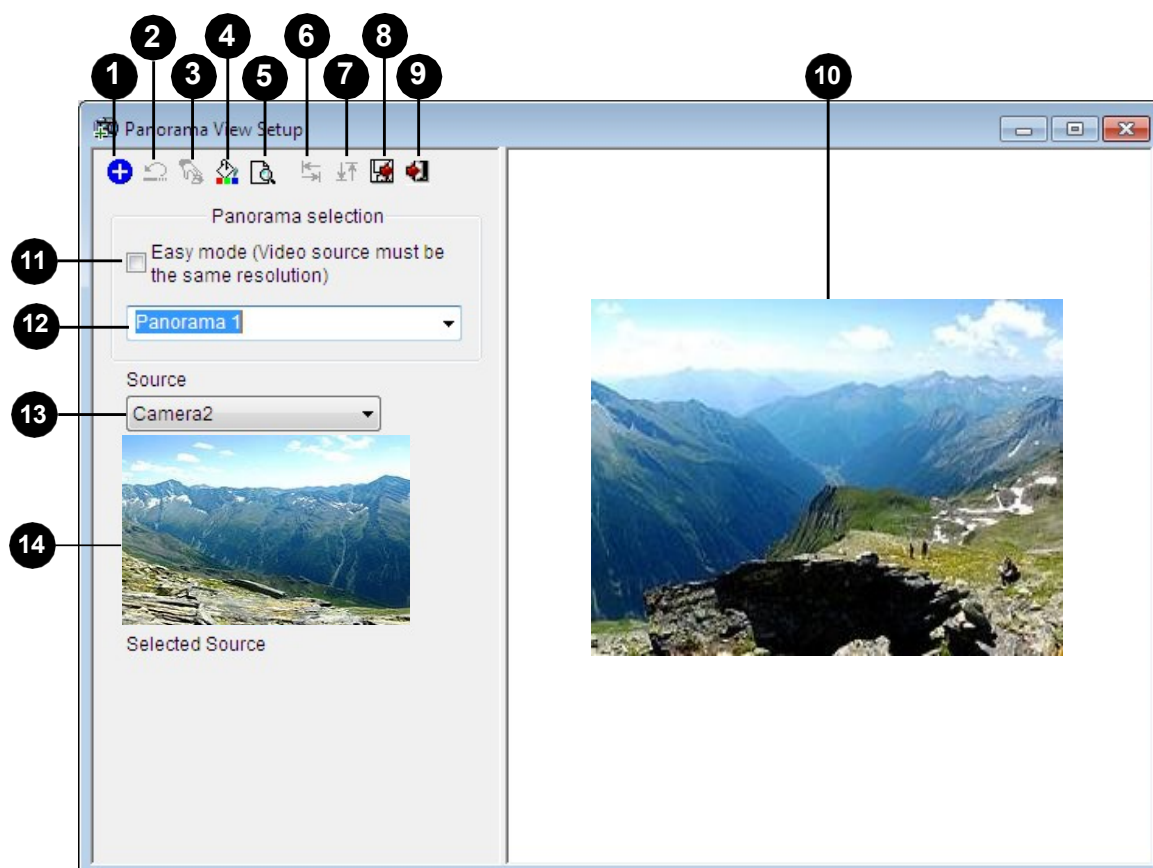 2 4 6 8
1 3 5 7 9 10
Panorama View Setup
Panorama selection
11
Easy mode (Video source must be
the same resolution)
12
Panorama 1
Source
13
Camera2
14
Selected Source